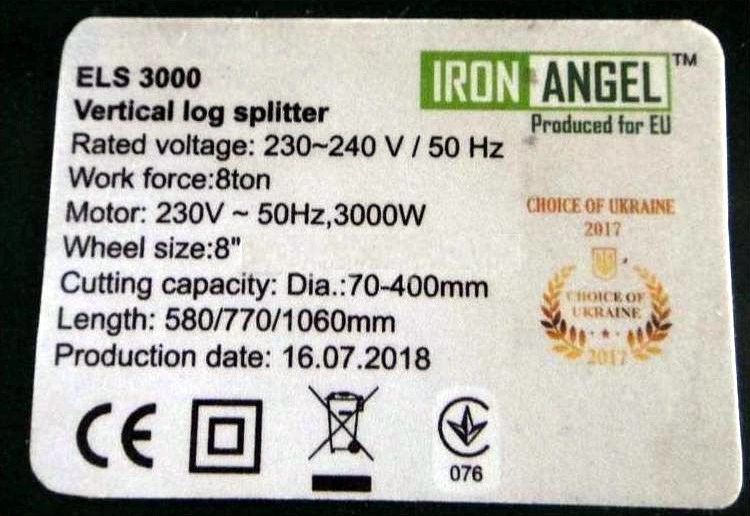 ELS 3000
Vertical log splitter
Rated voltage: 230~240 V / 50 Hz
Work force:8ton
Motor: 230V ~ 50Hz,3000W
Wheel size:8"
Cutting capacity: Dia.:70-400mm
Length: 580/770/1060mm
Production date: 16.07.2018
IRON ANGEL™
Produced for EU
CHOICE OF UKRAINE
2017
CHOICE OF
UKRAINE
2017
CE
076